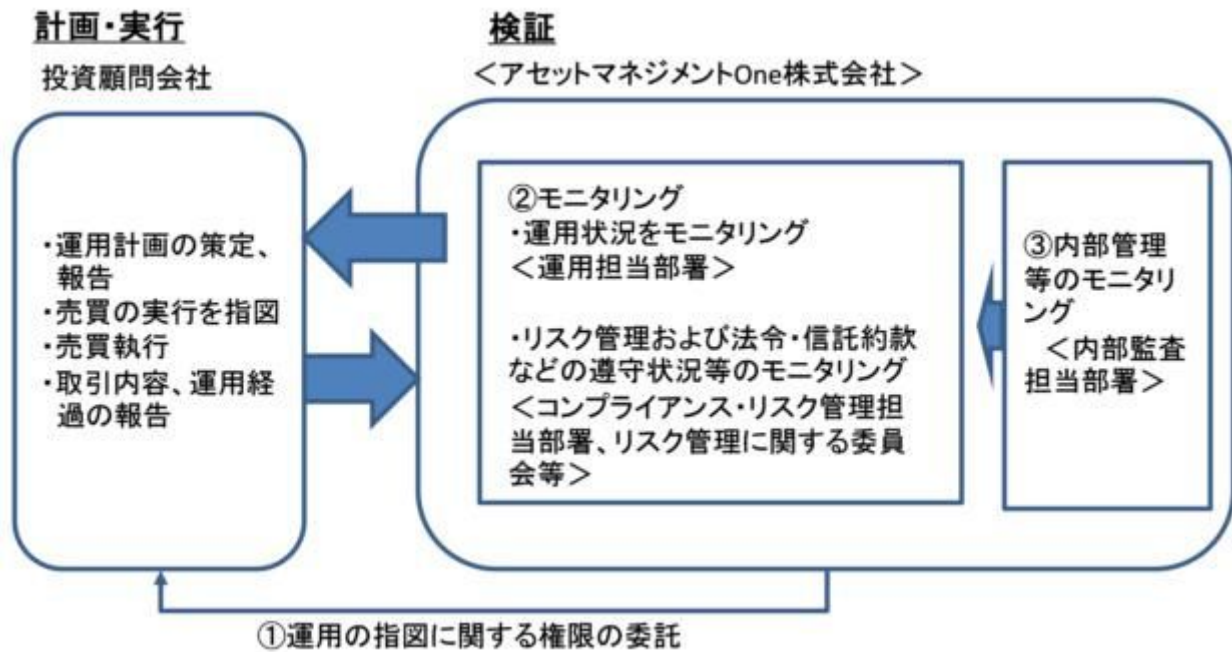 計画・実行
投資顧問会社
・運用計画の策定、
報告
・売買の実行を指図
・売買執行
・取引内容、運用経
過の報告
検証
＜アセットマネジメントOne株式会社＞
②モニタリング
・運用状況をモニタリング
＜運用担当部署＞
・リスク管理および法令・信託約款
などの遵守状況等のモニタリング
＜コンプライアンス・リスク管理担
当部署、リスク管理に関する委員
会等＞
③内部管理
等のモニタリ
ング
＜内部監査
担当部署＞
①運用の指図に関する権限の委託